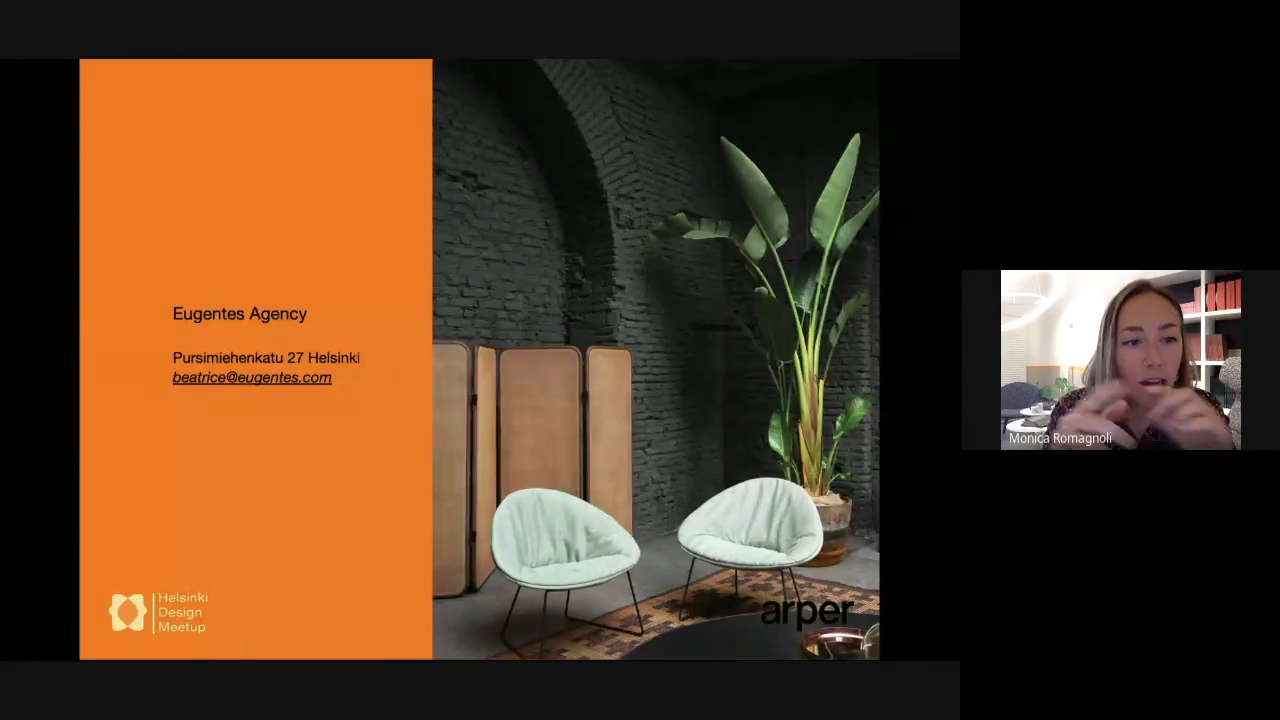 Eugentes Agency
Pursimiehenkatu 27 Helsinki
beatrice@eugentes.com
Helsinki
Design
Meetup
arper
Monica Romagnoli